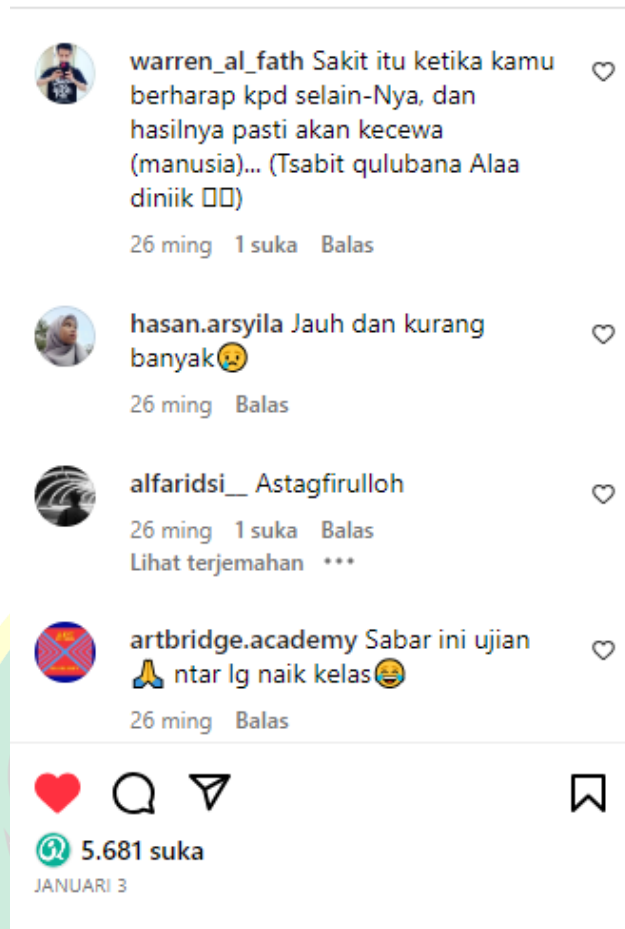 warren_al_fath Sakit itu ketika kamu
berharap kpd selain-Nya, dan
hasilnya pasti akan kecewa
(manusia)... (Tsabit qulubana Alaa
diniik 􀀀􀀀)
26 ming 1 suka Balas
hasan.arsyila Jauh dan kurang
banyak😥
26 ming Balas
alfaridsi__ Astagfirulloh
26 ming 1 suka Balas
Lihat terjemahan •••
artbridge.academy Sabar ini ujian
🙏 ntar lg naik kelas😂
26 ming Balas
5.681 suka
JANUARI 3